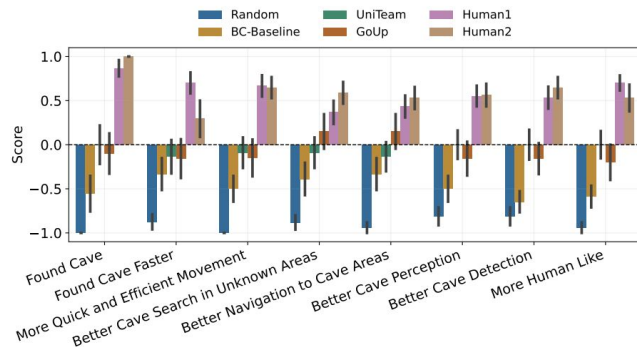 Random UniTeam Human1
BC-Baseline GoUp Human2
1.0
0.5
0.0
−0.5
−1.0
Score
Found Cave
Found Cave Faster
More Quick and Efficient Movement
Better Cave Search in Unknown Areas
Better Navigation to Cave Areas
Better Cave Perception
Better Cave Detection
More Human Like